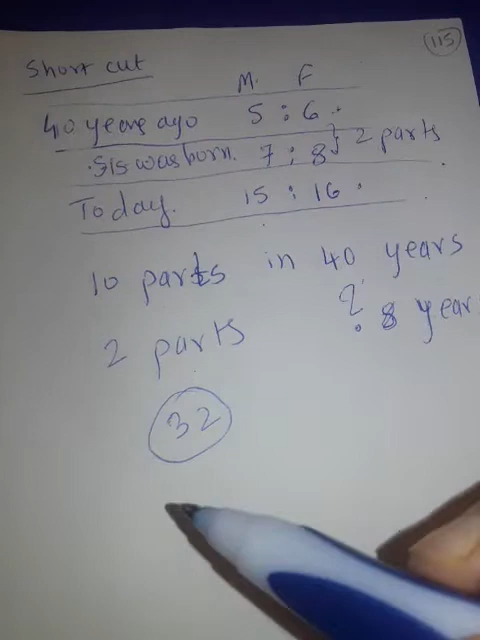 115
Short cut
M. F
40 years ago 5 : 6
Sis was born. 7 : 8 } 2 parts
Today. 15 : 16
10 parts in 40 years
2 parts ? 8 year
32